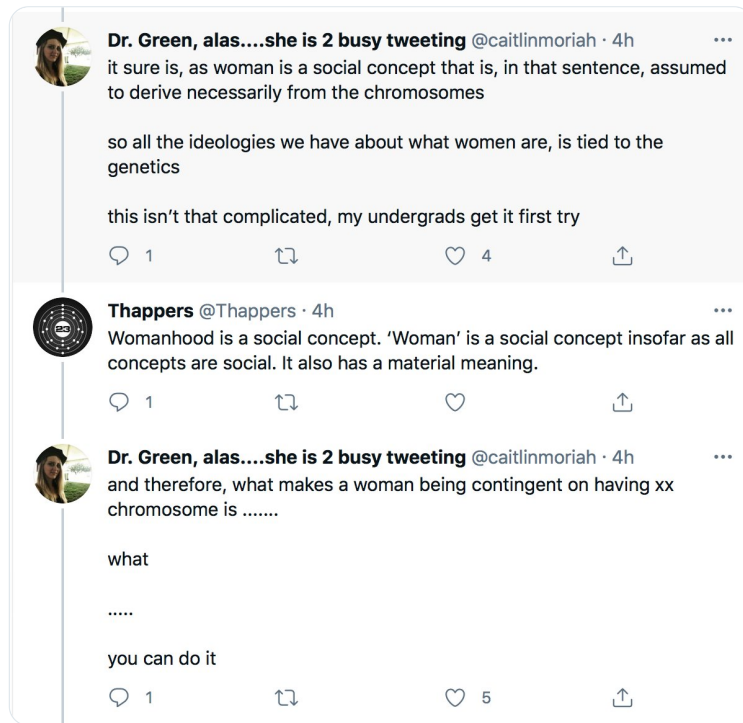 Dr. Green, alas....she is 2 busy tweeting @caitlinmoriah · 4h
it sure is, as woman is a social concept that is, in that sentence, assumed
to derive necessarily from the chromosomes
so all the ideologies we have about what women are, is tied to the
genetics
this isn’t that complicated, my undergrads get it first try
1 4
23
Thappers @Thappers · 4h
Womanhood is a social concept. ‘Woman’ is a social concept insofar as all
concepts are social. It also has a material meaning.
1
Dr. Green, alas....she is 2 busy tweeting @caitlinmoriah · 4h
and therefore, what makes a woman being contingent on having xx
chromosome is .......
what
.....
you can do it
1 5